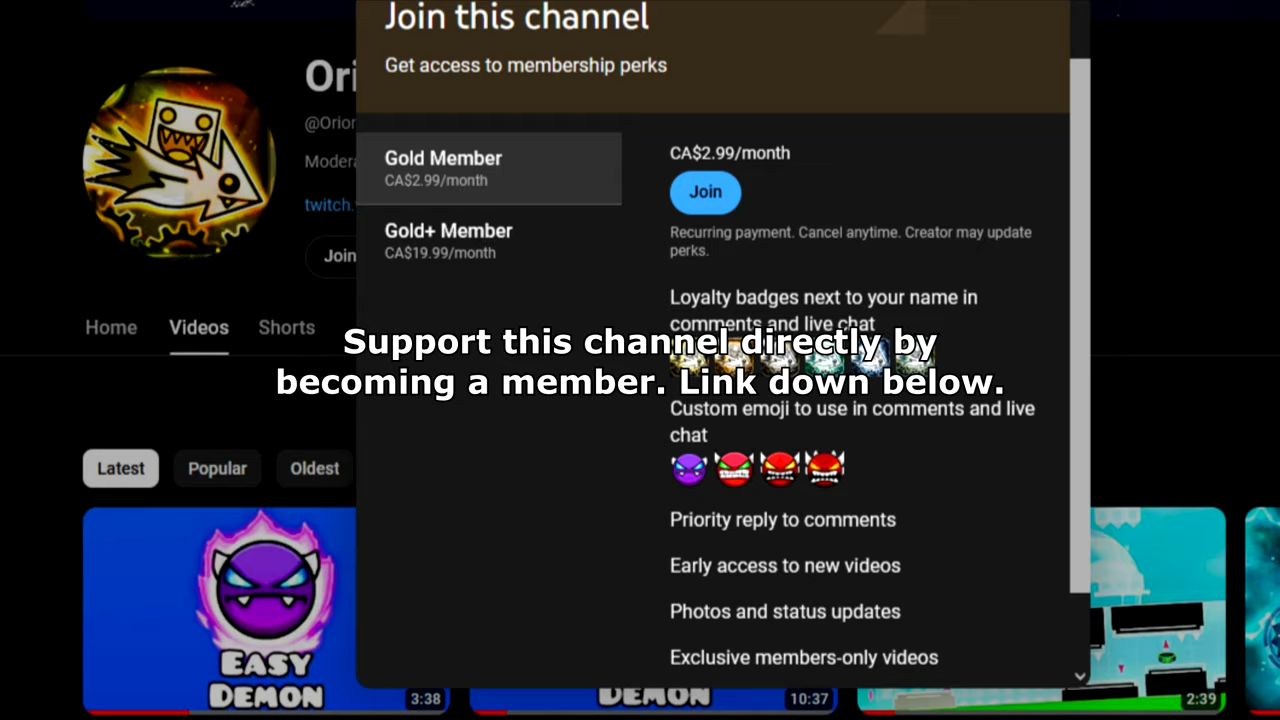 Join this channel
Get access to membership perks
Ori
@Orior
Modera
twitch.
Join
Gold Member
CA$2.99/month
Gold+ Member
CA$19.99/month
CA$2.99/month
Join
Recurring payment. Cancel anytime. Creator may update
perks.
Loyalty badges next to your name in
comments and live chat
Home
Videos
Shorts
Support this channel directly by
becoming a member. Link down below.
Custom emoji to use in comments and live
chat
Latest
Popular
Oldest
Priority reply to comments
Early access to new videos
Photos and status updates
Exclusive members-only videos
EASY
DEMON
3:38
DEMON
10:37
2:39